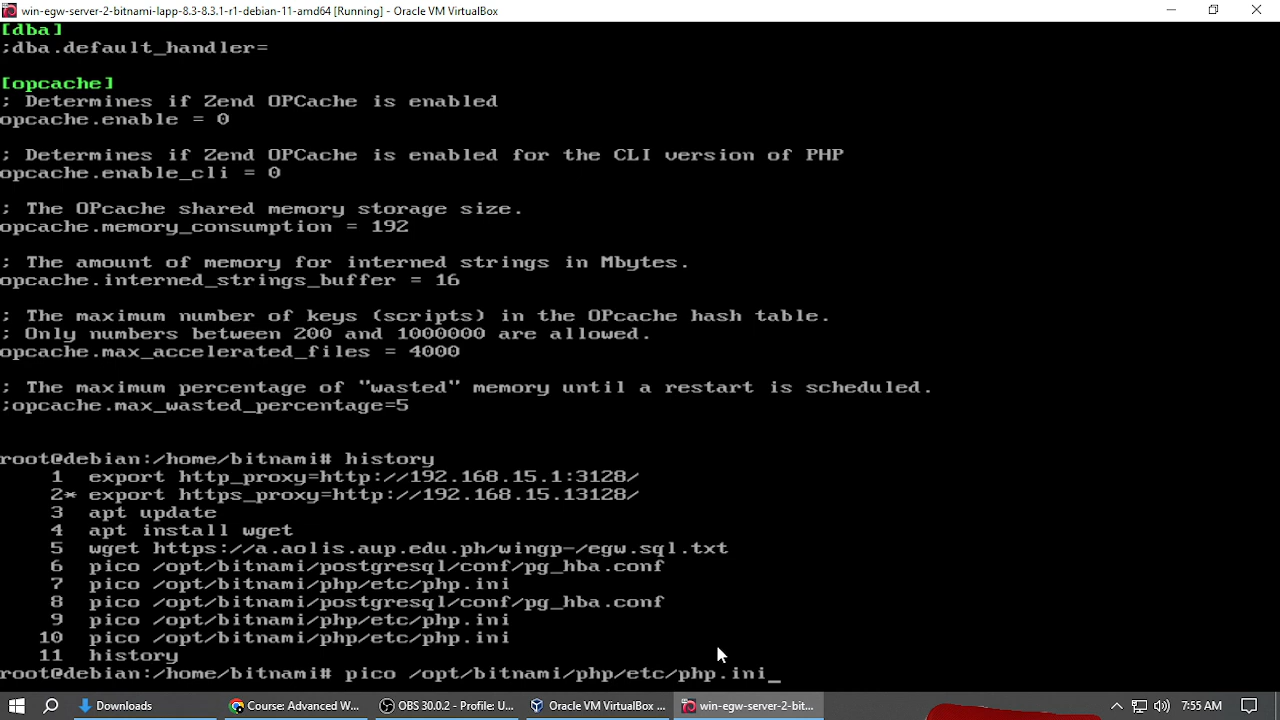 win-egw-server-2-bitnami-lapp-8.3-8.3.1-r1-debian-11-amd64 [Running] - Oracle VM VirtualBox
[dba]
;dba.default_handler=
[opcache]
; Determines if Zend OPCache is enabled
opcache.enable = 0
; Determines if Zend OPCache is enabled for the CLI version of PHP
opcache.enable_cli = 0
; The OPcache shared memory storage size.
opcache.memory_consumption = 192
; The amount of memory for interned strings in Mbytes.
opcache.interned_strings_buffer = 16
; The maximum number of keys (scripts) in the OPcache hash table.
; Only numbers between 200 and 1000000 are allowed.
opcache.max_accelerated_files = 4000
; The maximum percentage of "wasted" memory until a restart is scheduled.
;opcache.max_wasted_percentage=5
root@debian:/home/bitnami# history
1 export http_proxy=http://192.168.15.1:3128/
2* export https_proxy=http://192.168.15.13128/
3 apt update
4 apt install wget
5 wget https://a.aolis.aup.edu.ph/wingp-/egw.sql.txt
6 pico /opt/bitnami/postgresql/conf/pg_hba.conf
7 pico /opt/bitnami/php/etc/php.ini
8 pico /opt/bitnami/postgresql/conf/pg_hba.conf
9 pico /opt/bitnami/php/etc/php.ini
10 pico /opt/bitnami/php/etc/php.ini
11 history
root@debian:/home/bitnami# pico /opt/bitnami/php/etc/php.ini_
Downloads
Course: Advanced W...
OBS 30.0.2 - Profile: U...
Oracle VM VirtualBox ...
win-egw-server-2-bit...
7:55 AM